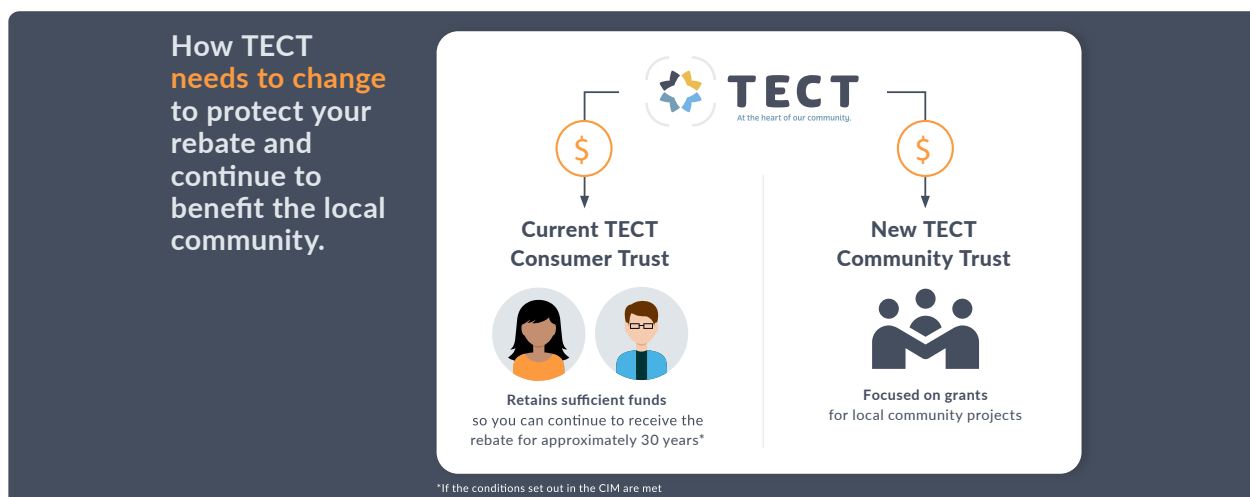 How TECT
needs to change
to protect your
rebate and
continue to
benefit the local
community.
TECT
At the heart of our community.
$
$
Current TECT
Consumer Trust
Retains sufficient funds
so you can continue to receive the
rebate for approximately 30 years*
New TECT
Community Trust
Focused on grants
for local community projects
*If the conditions set out in the CIM are met